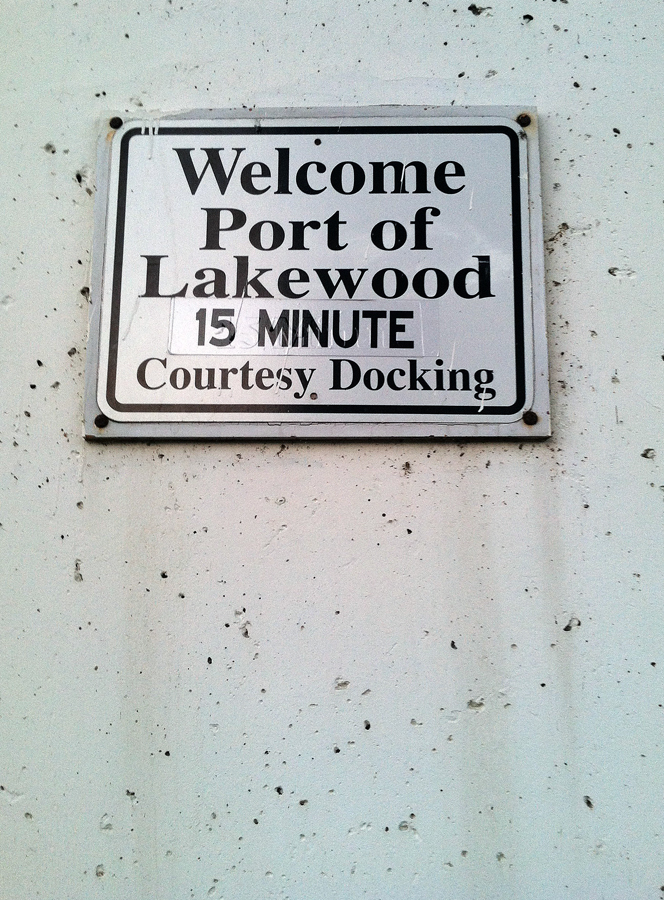 Welcome
Port of
Lakewood
15 MINUTE
Courtesy Docking